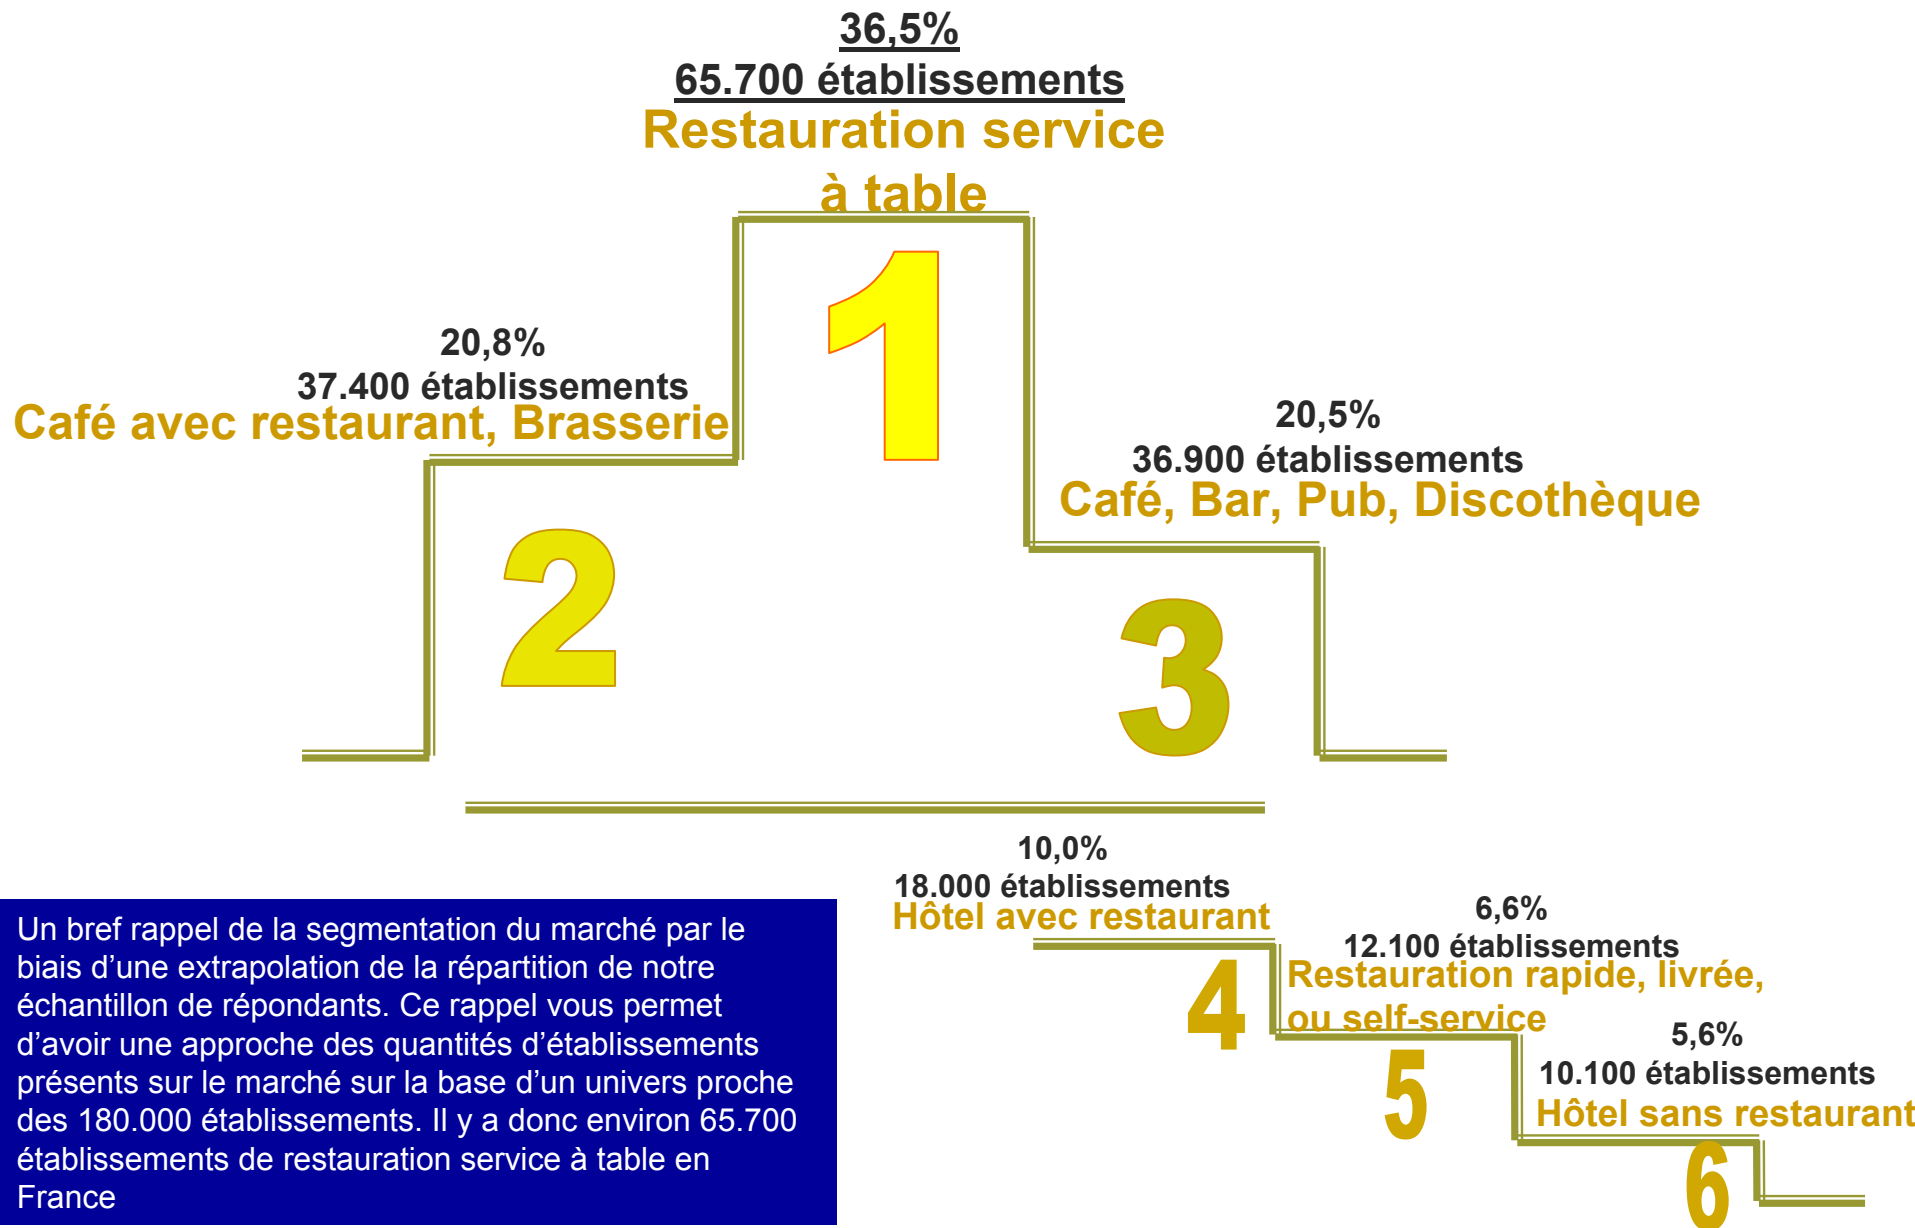 36,5%
65.700 établissements
Restauration service
à table
1
20,8%
37.400 établissements
Café avec restaurant, Brasserie
2
20,5%
36.900 établissements
Café, Bar, Pub, Discothèque
3
10,0%
18.000 établissements
Hôtel avec restaurant
4
6,6%
12.100 établissements
Restauration rapide, livrée,
ou self-service
5
5,6%
10.100 établissements
Hôtel sans restaurant
6
Un bref rappel de la segmentation du marché par le
biais d’une extrapolation de la répartition de notre
échantillon de répondants. Ce rappel vous permet
d’avoir une approche des quantités d’établissements
présents sur le marché sur la base d’un univers proche
des 180.000 établissements. Il y a donc environ 65.700
établissements de restauration service à table en
France